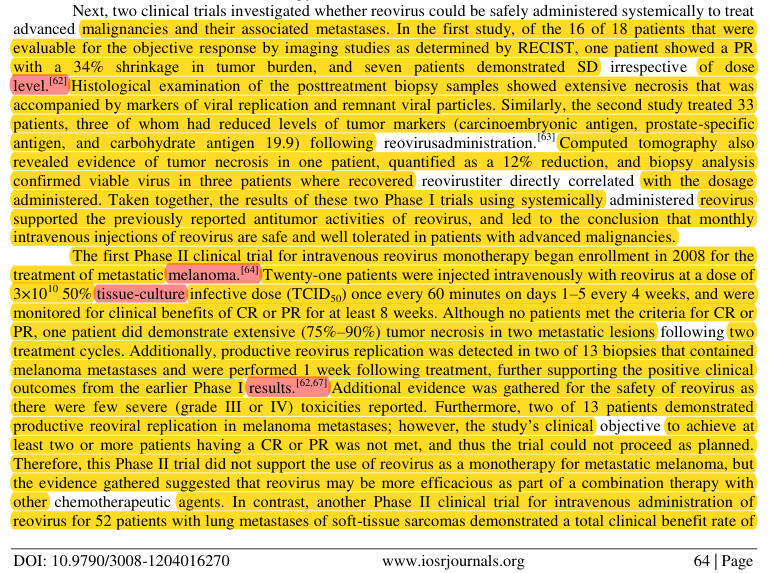 Next, two clinical trials investigated whether reovirus could be safely administered systemically to treat
advanced malignancies and their associated metastases. In the first study, of the 16 of 18 patients that were
evaluable for the objective response by imaging studies as determined by RECIST, one patient showed a PR
with a 34% shrinkage in tumor burden, and seven patients demonstrated SD irrespective of dose
level.[62] Histological examination of the posttreatment biopsy samples showed extensive necrosis that was
accompanied by markers of viral replication and remnant viral particles. Similarly, the second study treated 33
patients, three of whom had reduced levels of tumor markers (carcinoembryonic antigen, prostate-specific
antigen, and carbohydrate antigen 19.9) following reovirusadministration.[63] Computed tomography also
revealed evidence of tumor necrosis in one patient, quantified as a 12% reduction, and biopsy analysis
confirmed viable virus in three patients where recovered reovirustiter directly correlated with the dosage
administered. Taken together, the results of these two Phase I trials using systemically administered reovirus
supported the previously reported antitumor activities of reovirus, and led to the conclusion that monthly
intravenous injections of reovirus are safe and well tolerated in patients with advanced malignancies.
The first Phase II clinical trial for intravenous reovirus monotherapy began enrollment in 2008 for the
treatment of metastatic melanoma.[64] Twenty-one patients were injected intravenously with reovirus at a dose of
3×10¹⁰ 50% tissue-culture infective dose (TCID₅₀) once every 60 minutes on days 1–5 every 4 weeks, and were
monitored for clinical benefits of CR or PR for at least 8 weeks. Although no patients met the criteria for CR or
PR, one patient did demonstrate extensive (75%–90%) tumor necrosis in two metastatic lesions following two
treatment cycles. Additionally, productive reovirus replication was detected in two of 13 biopsies that contained
melanoma metastases and were performed 1 week following treatment, further supporting the positive clinical
outcomes from the earlier Phase I results.[62,67] Additional evidence was gathered for the safety of reovirus as
there were few severe (grade III or IV) toxicities reported. Furthermore, two of 13 patients demonstrated
productive reoviral replication in melanoma metastases; however, the study's clinical objective to achieve at
least two or more patients having a CR or PR was not met, and thus the trial could not proceed as planned.
Therefore, this Phase II trial did not support the use of reovirus as a monotherapy for metastatic melanoma, but
the evidence gathered suggested that reovirus may be more efficacious as part of a combination therapy with
other chemotherapeutic agents. In contrast, another Phase II clinical trial for intravenous administration of
reovirus for 52 patients with lung metastases of soft-tissue sarcomas demonstrated a total clinical benefit rate of
DOI: 10.9790/3008-1204016270 www.iosrjournals.org 64 | Page